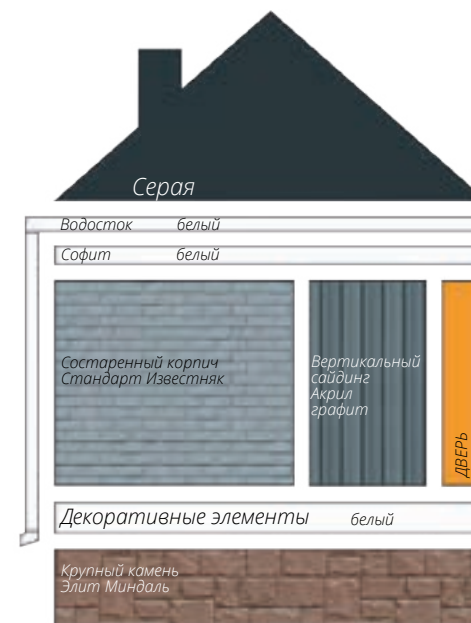 Серая
Водосток белый
Софит белый
Состаренный корпич
Стандарт Известняк
Вертикальный
сайдинг
Акрил
графит
ДВЕРЬ
Декоративные элементы белый
Крупный камень
Элит Миндаль